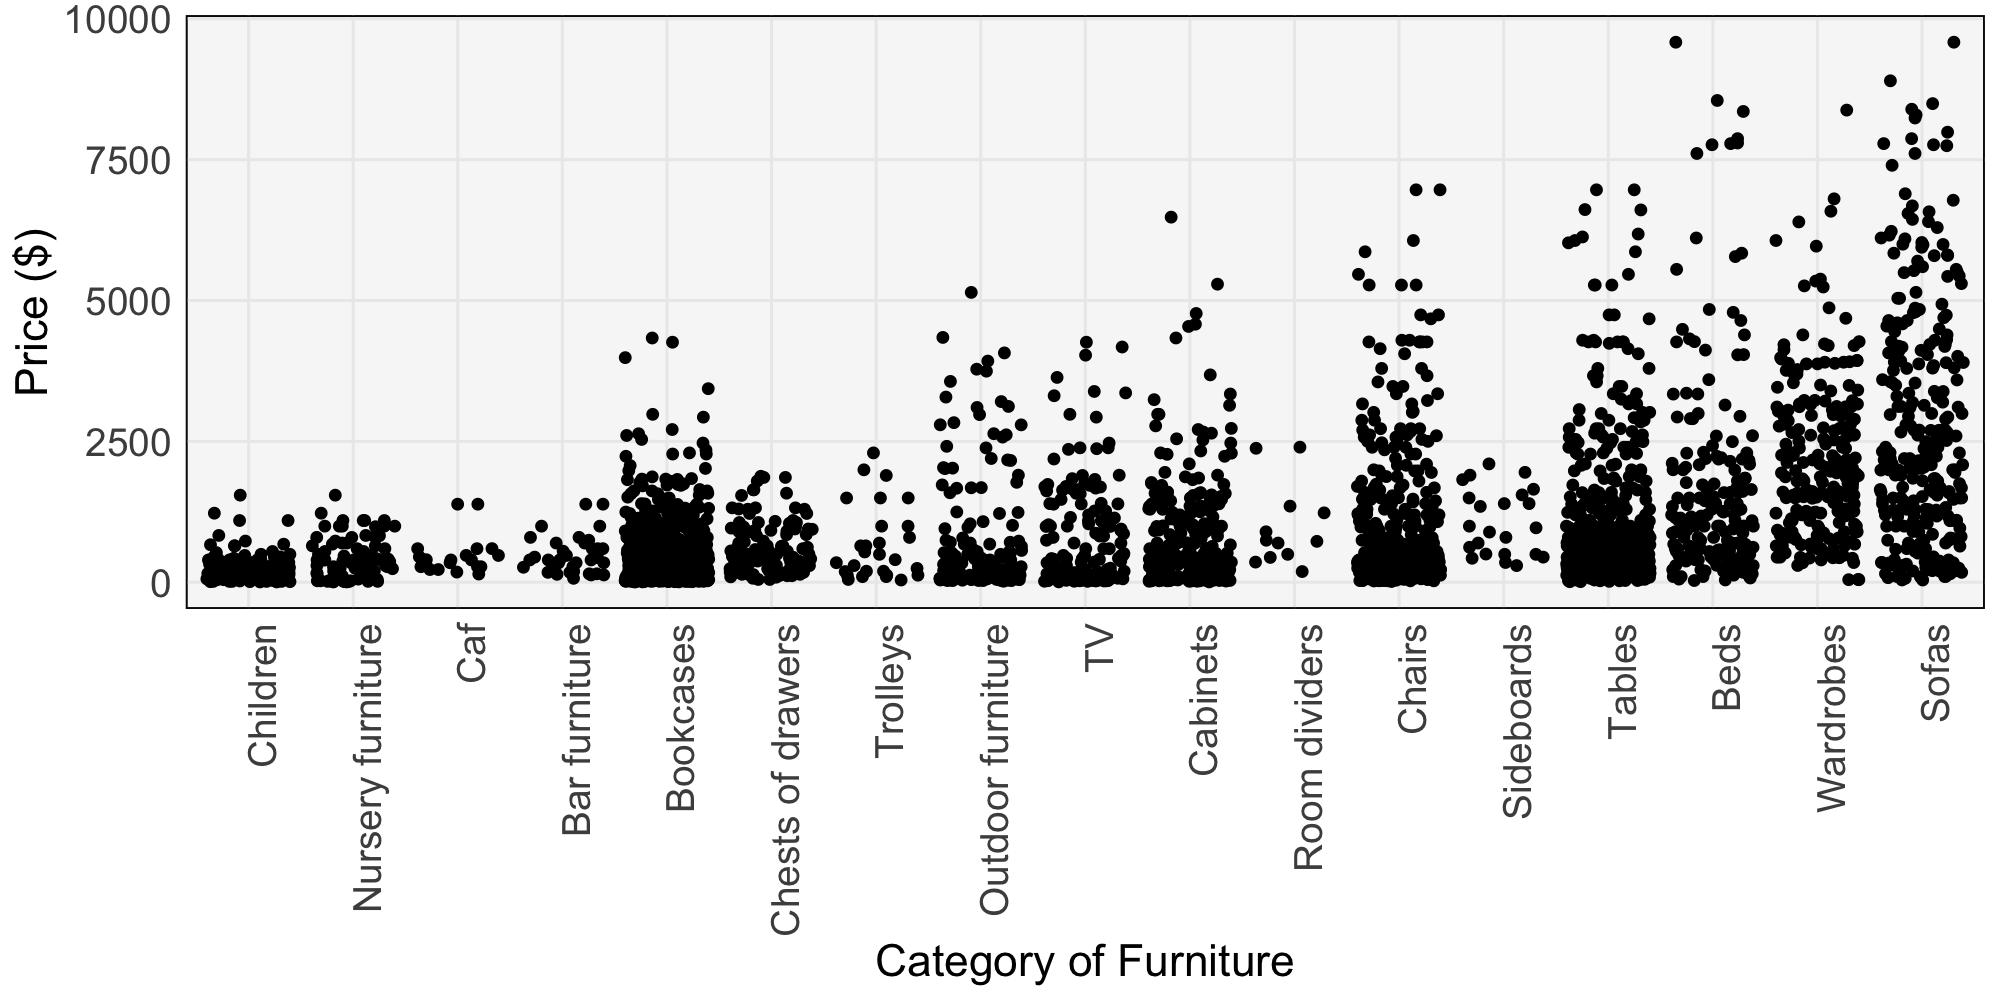 10000
7500
5000
2500
0
Price ($)
Children
Nursery furniture
Caf
Bar furniture
Bookcases
Chests of drawers
Trolleys
Outdoor furniture
TV
Cabinets
Room dividers
Chairs
Sideboards
Tables
Beds
Wardrobes
Sofas
Category of Furniture